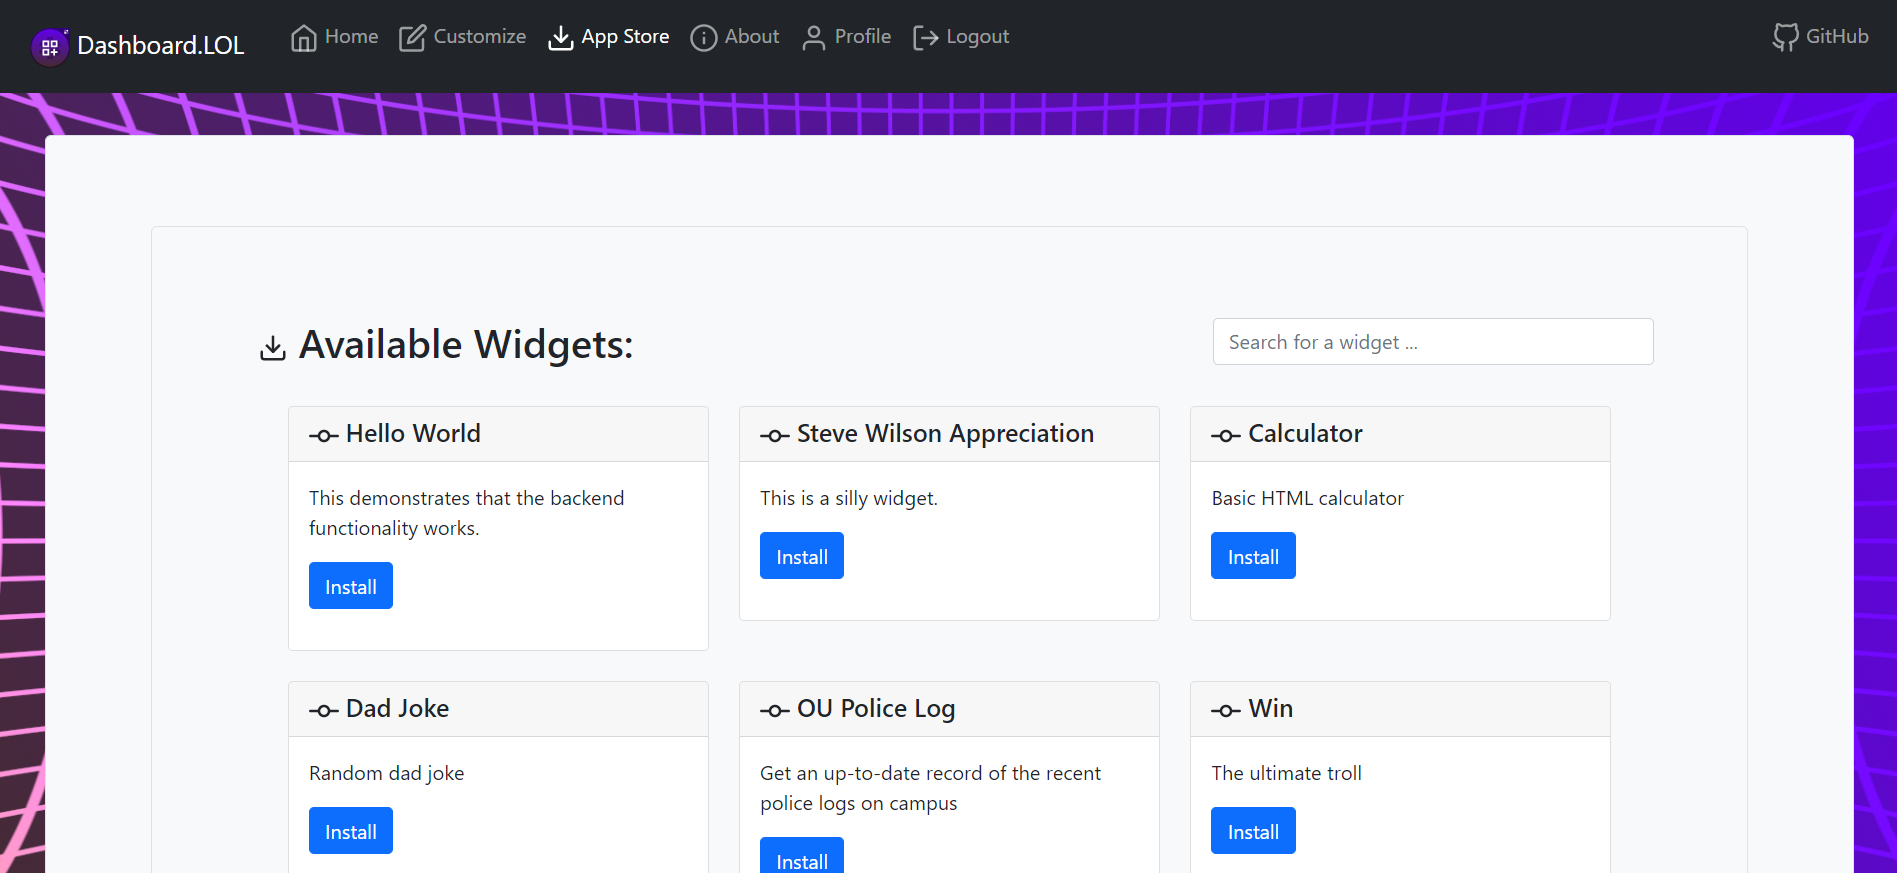 Dashboard.LOL
Home
Customize
App Store
About
Profile
Logout
GitHub
Available Widgets:
Search for a widget ...
Hello World
This demonstrates that the backend
functionality works.
Install
Steve Wilson Appreciation
This is a silly widget.
Install
Calculator
Basic HTML calculator
Install
Dad Joke
Random dad joke
Install
OU Police Log
Get an up-to-date record of the recent
police logs on campus
Install
Win
The ultimate troll
Install